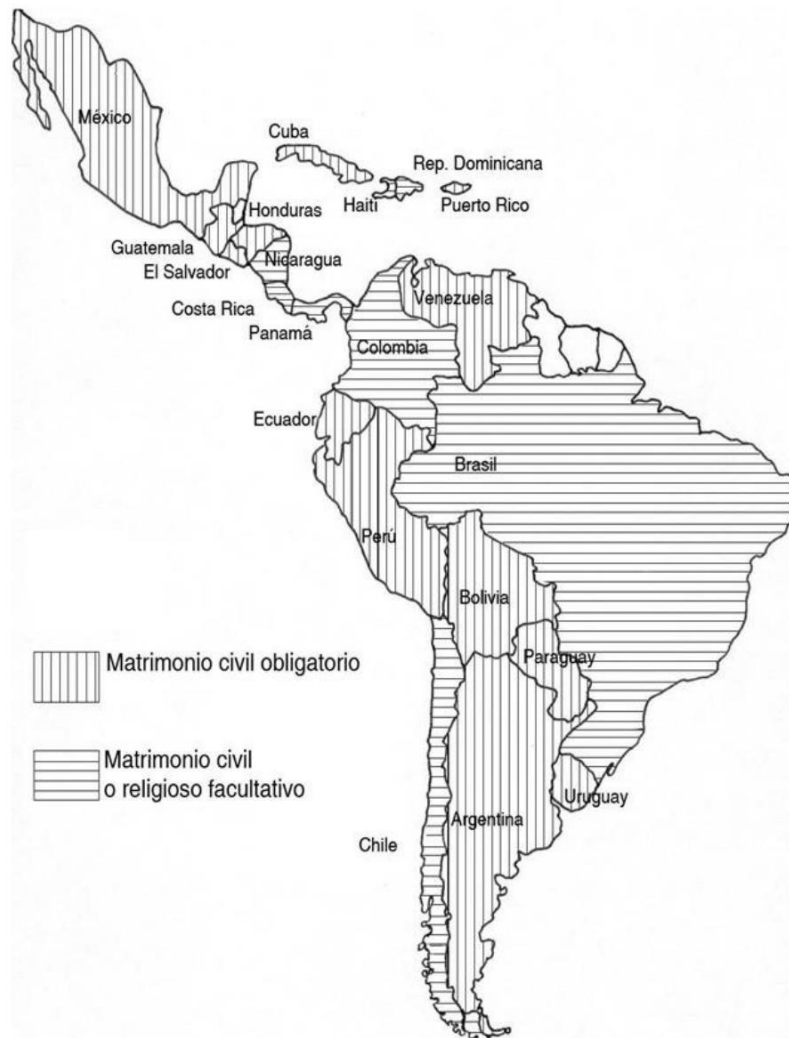 México
Cuba
Rep. Dominicana
Haití
Puerto Rico
Honduras
Guatemala
El Salvador
Nicaragua
Costa Rica
Panamá
Venezuela
Colombia
Ecuador
Brasil
Perú
Bolivia
Paraguay
Matrimonio civil obligatorio
Matrimonio civil
o religioso facultativo
Uruguay
Argentina
Chile